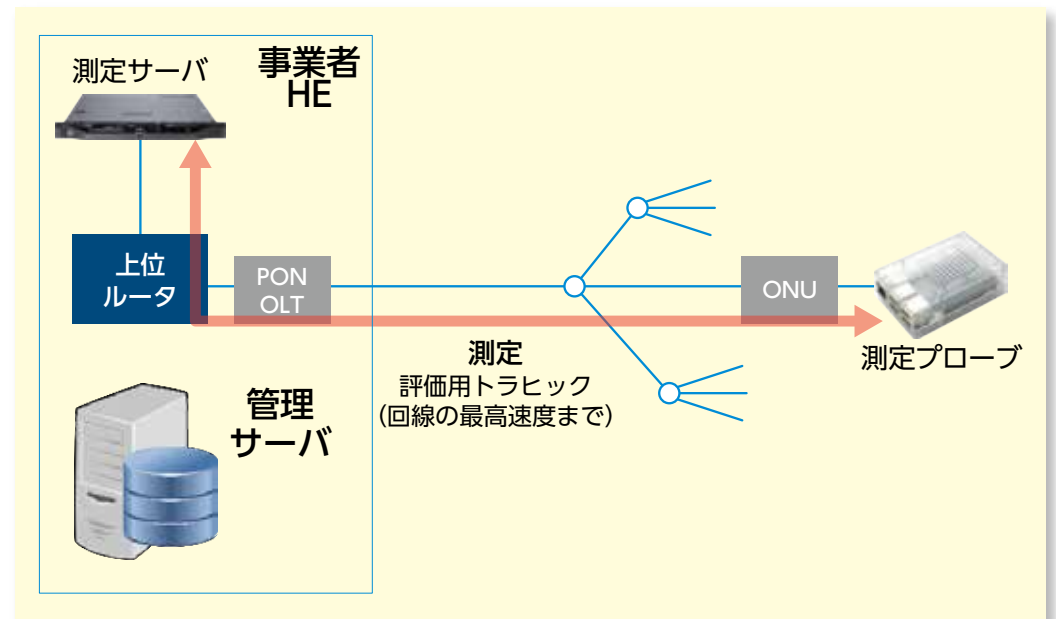 測定サーバ
事業者
HE
上位
ルータ
PON
OLT
ONU
測定プローブ
測定
評価用トラヒック
(回線の最高速度まで)
管理
サーバ